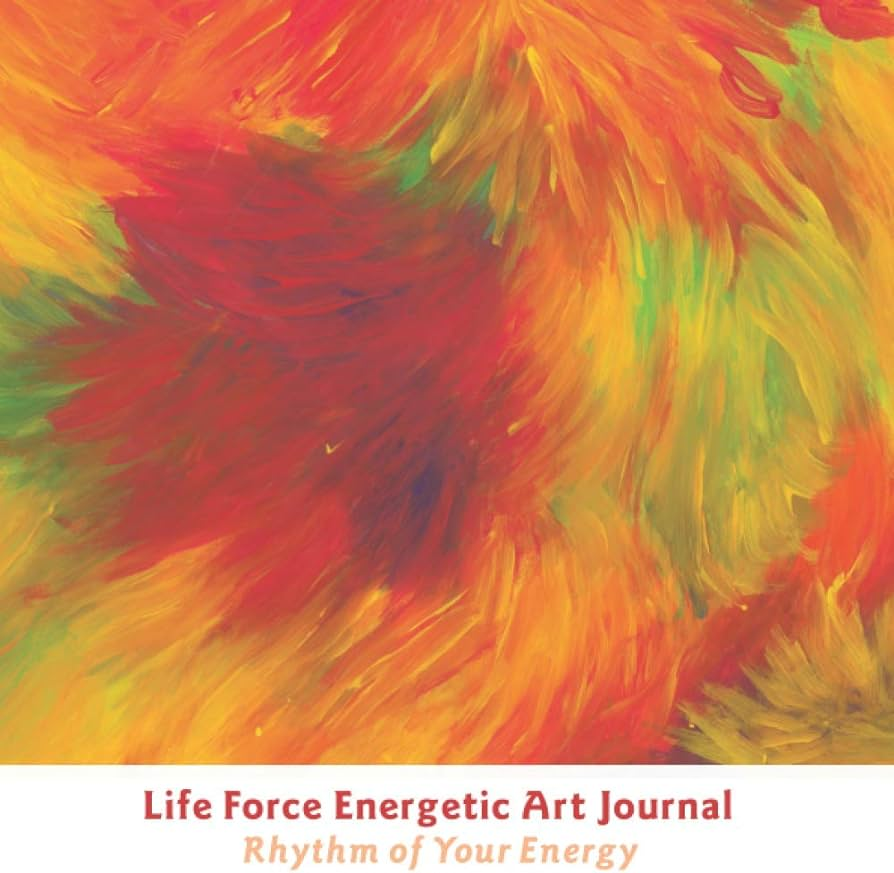 Life Force Energetic Art Journal
Rhythm of Your Energy